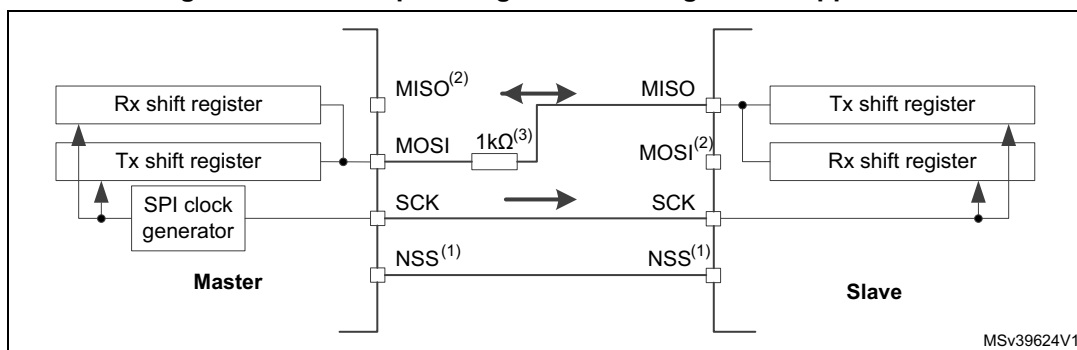 MISO(2)
MISO
Rx shift register
Tx shift register
MOSI
1kΩ(3)
MOSI(2)
Tx shift register
Rx shift register
SCK
SCK
SPI clock
generator
NSS(1)
NSS(1)
Master
Slave
MSv39624V1